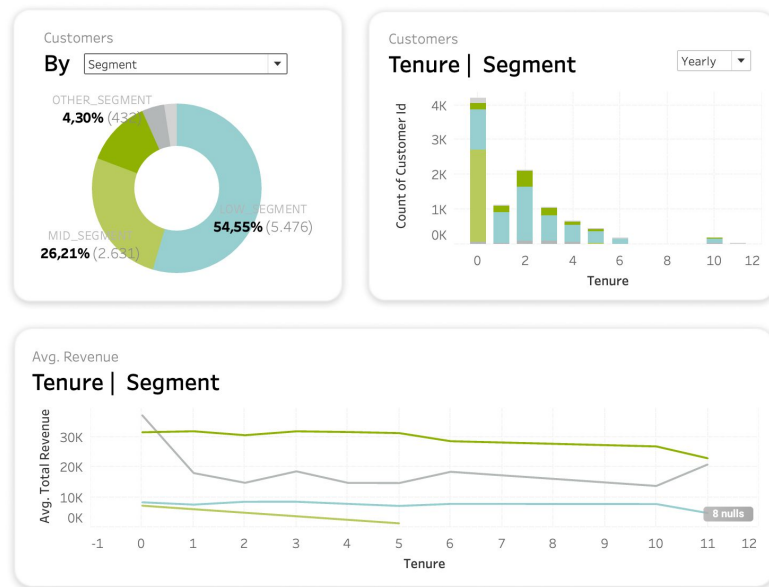 Customers
By Segment
OTHER_SEGMENT
4,30% (432)
LOW_SEGMENT
54,55% (5.476)
MID_SEGMENT
26,21% (2.631)
Customers
Tenure | Segment
Yearly
Count of Customer Id
4K
3K
2K
1K
0K
0 2 4 6 8 10 12
Tenure
Avg. Revenue
Tenure | Segment
Avg. Total Revenue
30K
20K
10K
0K
8 nulls
-1 0 1 2 3 4 5 6 7 8 9 10 11 12
Tenure